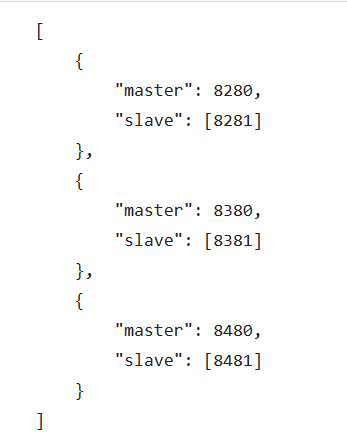 [
    {
        "master": 8280,
        "slave": [8281]
    },
    {
        "master": 8380,
        "slave": [8381]
    },
    {
        "master": 8480,
        "slave": [8481]
    }
]